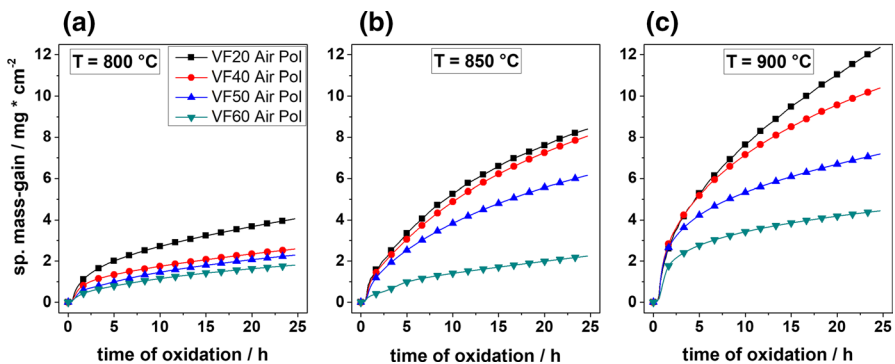 (a)
(b)
(c)
T = 800 °C
VF20 Air Pol
VF40 Air Pol
VF50 Air Pol
VF60 Air Pol
T = 850 °C
T = 900 °C
sp. mass-gain / mg * cm-2
12
10
8
6
4
2
0
12
10
8
6
4
2
0
12
10
8
6
4
2
0
0 5 10 15 20 25
0 5 10 15 20 25
0 5 10 15 20 25
time of oxidation / h
time of oxidation / h
time of oxidation / h